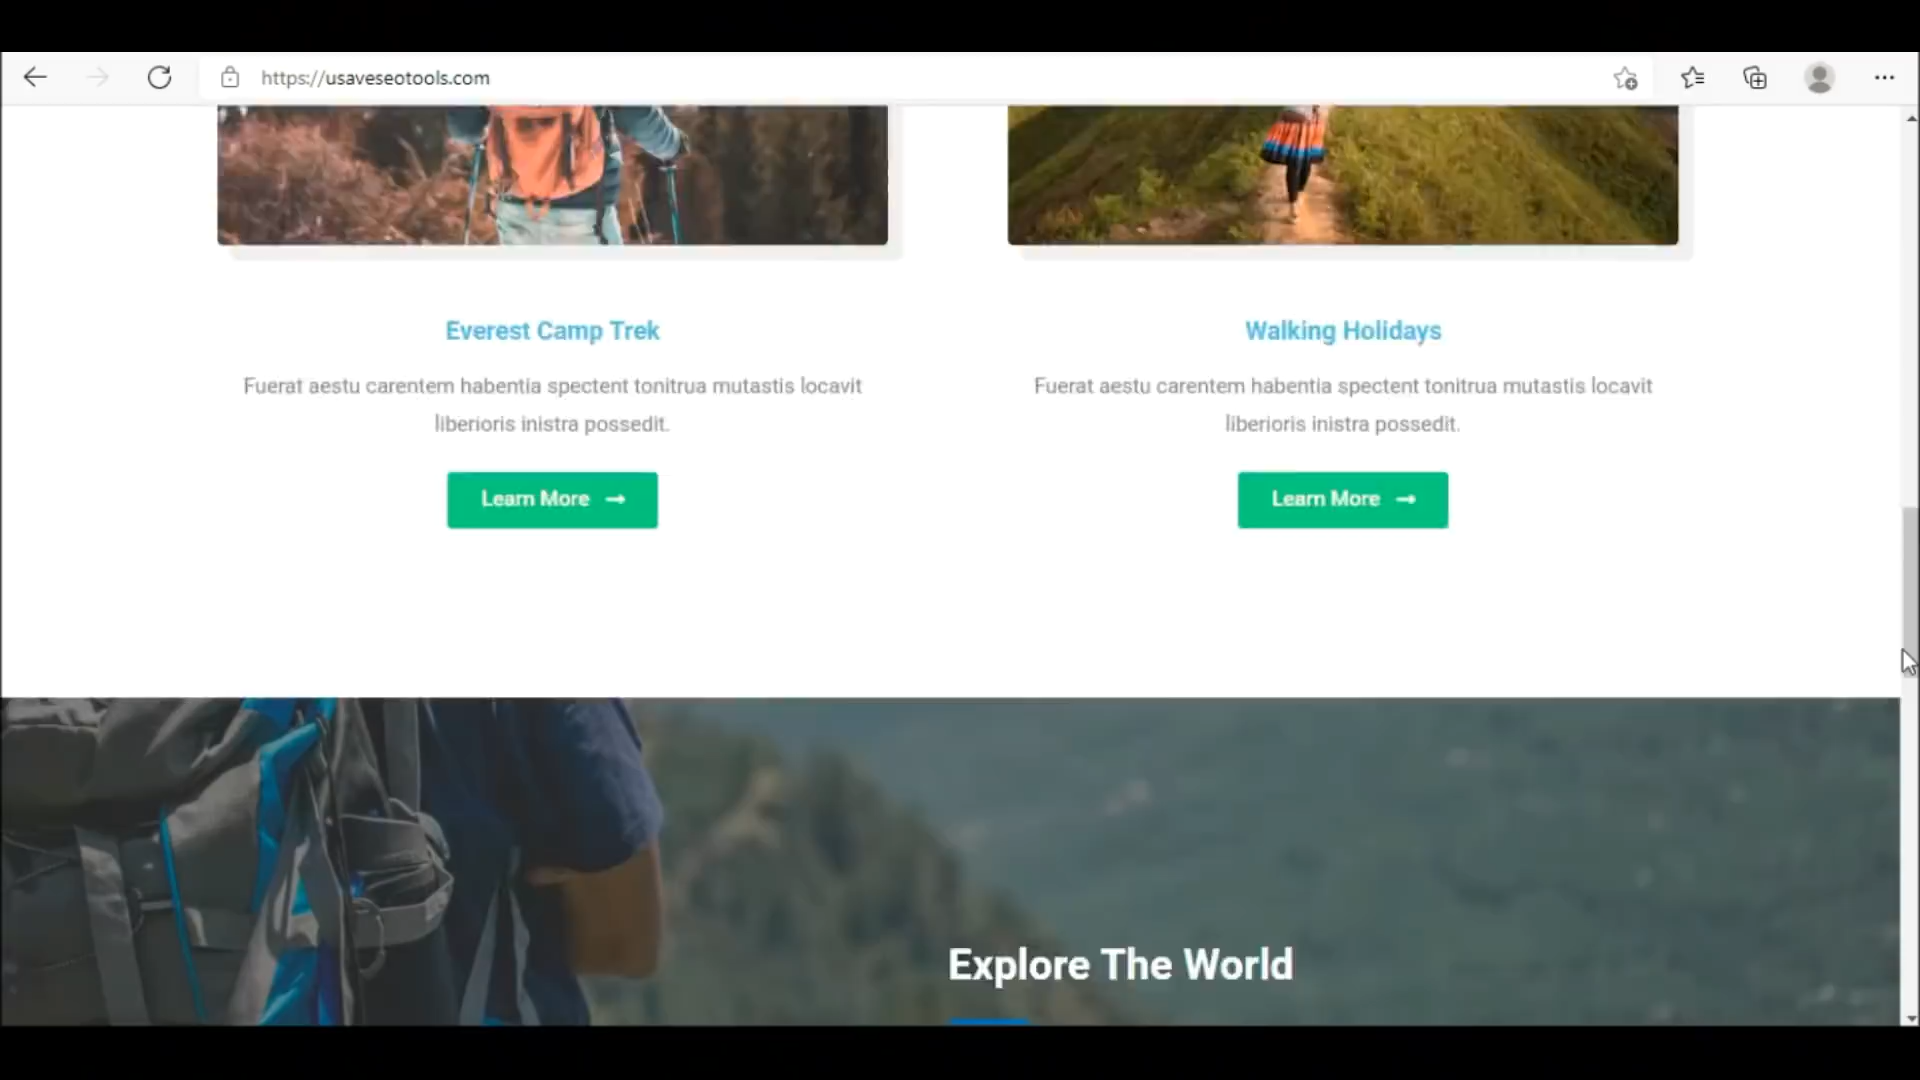 https://usaveseotools.com
Everest Camp Trek
Fuerat aestu carentem habentia spectent tonitrua mutastis locavit
liberioris inistra possedit.
Learn More
Walking Holidays
Fuerat aestu carentem habentia spectent tonitrua mutastis locavit
liberioris inistra possedit.
Learn More
Explore The World